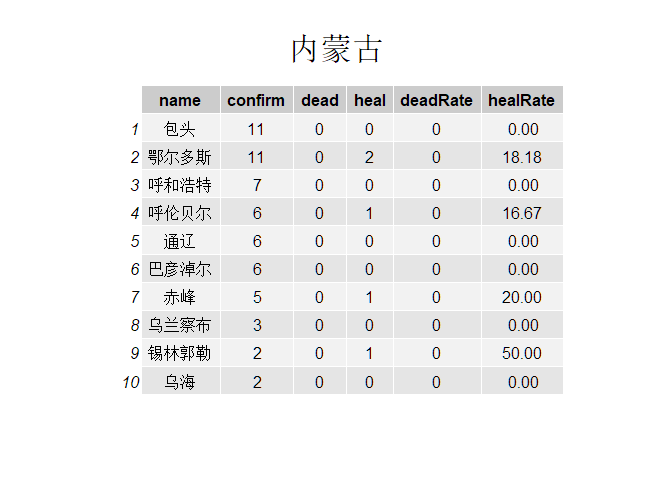 内蒙古
name confirm dead heal deadRate healRate
1 包头 11 0 0 0 0.00
2 鄂尔多斯 11 0 2 0 18.18
3 呼和浩特 7 0 0 0 0.00
4 呼伦贝尔 6 0 1 0 16.67
5 通辽 6 0 0 0 0.00
6 巴彦淖尔 6 0 0 0 0.00
7 赤峰 5 0 1 0 20.00
8 乌兰察布 3 0 0 0 0.00
9 锡林郭勒 2 0 1 0 50.00
10 乌海 2 0 0 0 0.00